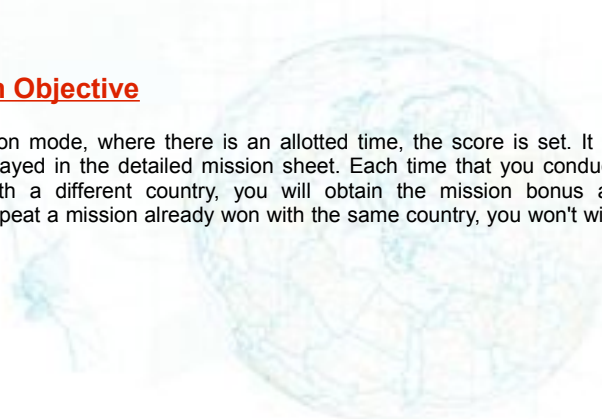 n Objective
on mode, where there is an allotted time, the score is set. It
ayed in the detailed mission sheet. Each time that you condu
th a different country, you will obtain the mission bonus a
peat a mission already won with the same country, you won't wi